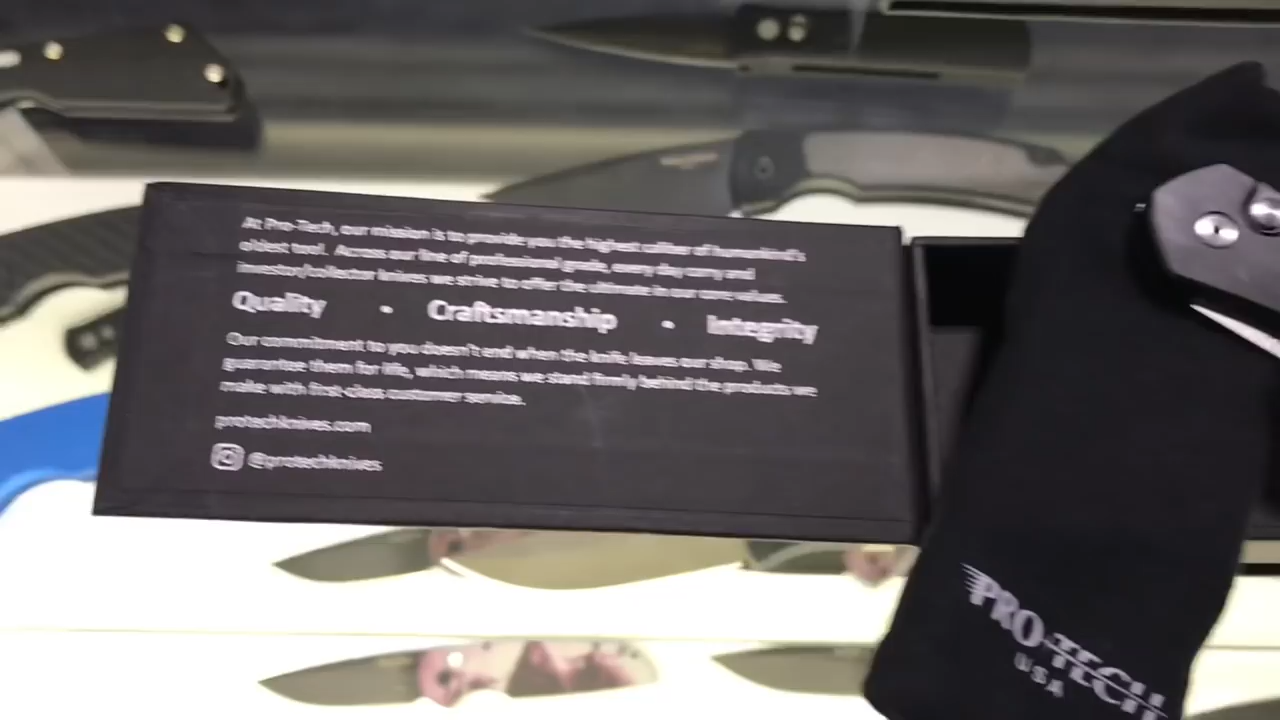 At Pro-Tech, our mission is to provide you the highest caliber of humankind's
oldest tool. Across our line of professional grade, every day carry and
investor/collector knives we strive to offer the ultimate in our core values.
Quality • Craftsmanship • Integrity
Our commitment to you doesn't end when the knife leaves our shop. We
guarantee them for life, which means we stand firmly behind the products we
make with first-class customer service.
protechknives.com
@protechknives
PRO-TECH
USA